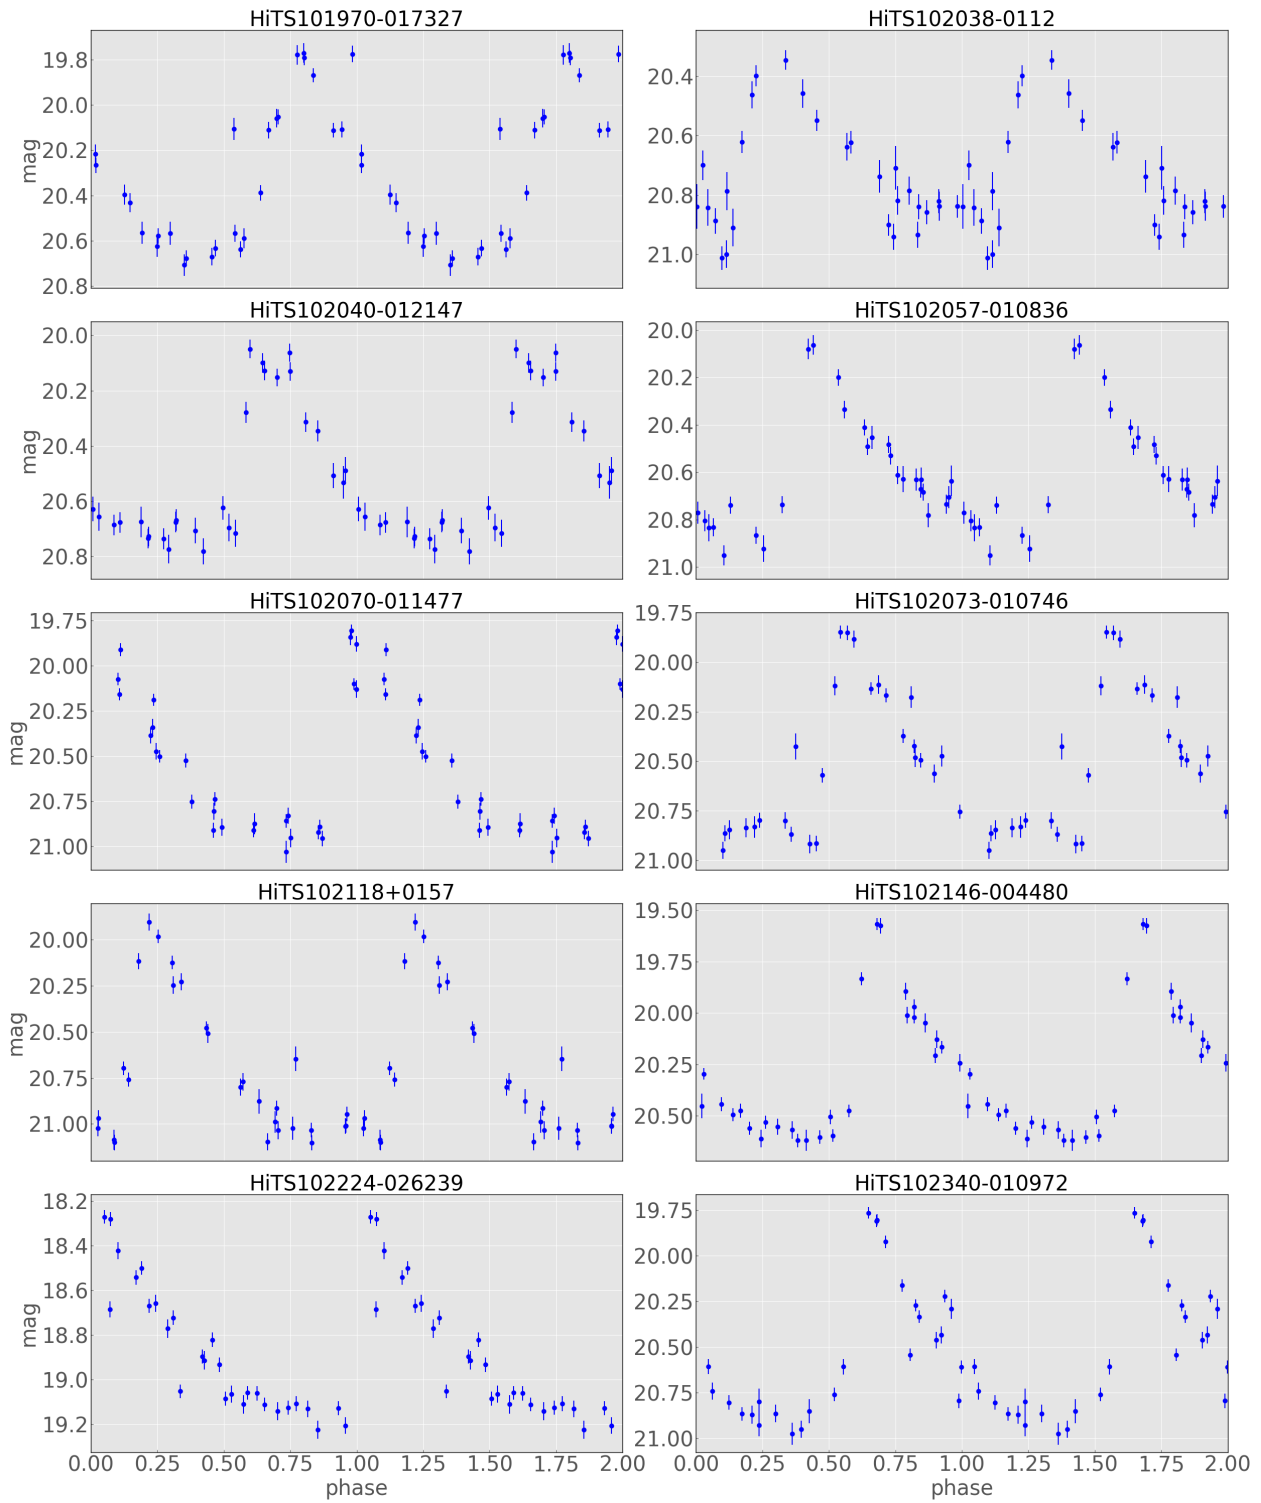 HiTS101970-017327
HiTS102038-0112
19.8
20.0
20.2
20.4
20.6
20.8
mag
20.4
20.6
20.8
21.0
HiTS102040-012147
HiTS102057-010836
20.0
20.2
20.4
20.6
20.8
mag
20.0
20.2
20.4
20.6
20.8
21.0
HiTS102070-011477
HiTS102073-010746
19.75
20.00
20.25
20.50
20.75
21.00
mag
19.75
20.00
20.25
20.50
20.75
21.00
HiTS102118+0157
HiTS102146-004480
20.00
20.25
20.50
20.75
21.00
mag
19.50
19.75
20.00
20.25
20.50
HiTS102224-026239
HiTS102340-010972
18.2
18.4
18.6
18.8
19.0
19.2
mag
19.75
20.00
20.25
20.50
20.75
21.00
0.00 0.25 0.50 0.75 1.00 1.25 1.50 1.75 2.00
0.00 0.25 0.50 0.75 1.00 1.25 1.50 1.75 2.00
phase
phase